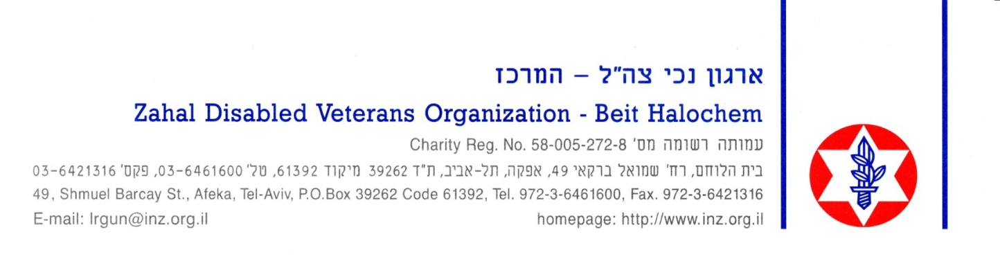 ארגון נכי צה"ל – המרכז
Zahal Disabled Veterans Organization - Beit Halochem
Charity Reg. No. 58-005-272-8 עמותה רשומה מס'
בית הלוחם, רח' שמואל ברקאי 49, אפקה, תל-אביב, ת"ד 39262 מיקוד 61392, טל' 03-6461600, פקס' 03-6421316
49, Shmuel Barcay St., Afeka, Tel-Aviv, P.O.Box 39262 Code 61392, Tel. 972-3-6461600, Fax. 972-3-6421316
E-mail: Irgun@inz.org.il homepage: http://www.inz.org.il